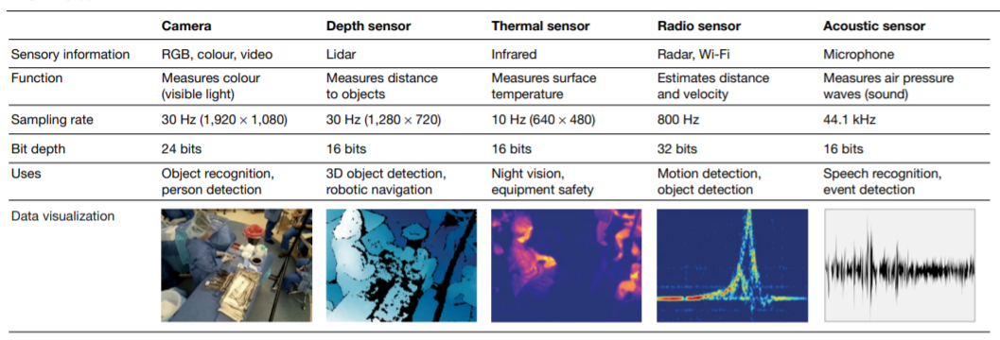 Camera Depth sensor Thermal sensor Radio sensor Acoustic sensor
Sensory information RGB, colour, video Lidar Infrared Radar, Wi-Fi Microphone
Function Measures colour Measures distance Measures surface Estimates distance Measures air pressure
(visible light) to objects temperature and velocity waves (sound)
Sampling rate 30 Hz (1,920 × 1,080) 30 Hz (1,280 × 720) 10 Hz (640 × 480) 800 Hz 44.1 kHz
Bit depth 24 bits 16 bits 16 bits 32 bits 16 bits
Uses Object recognition, 3D object detection, Night vision, Motion detection, Speech recognition,
person detection robotic navigation equipment safety object detection event detection
Data visualization